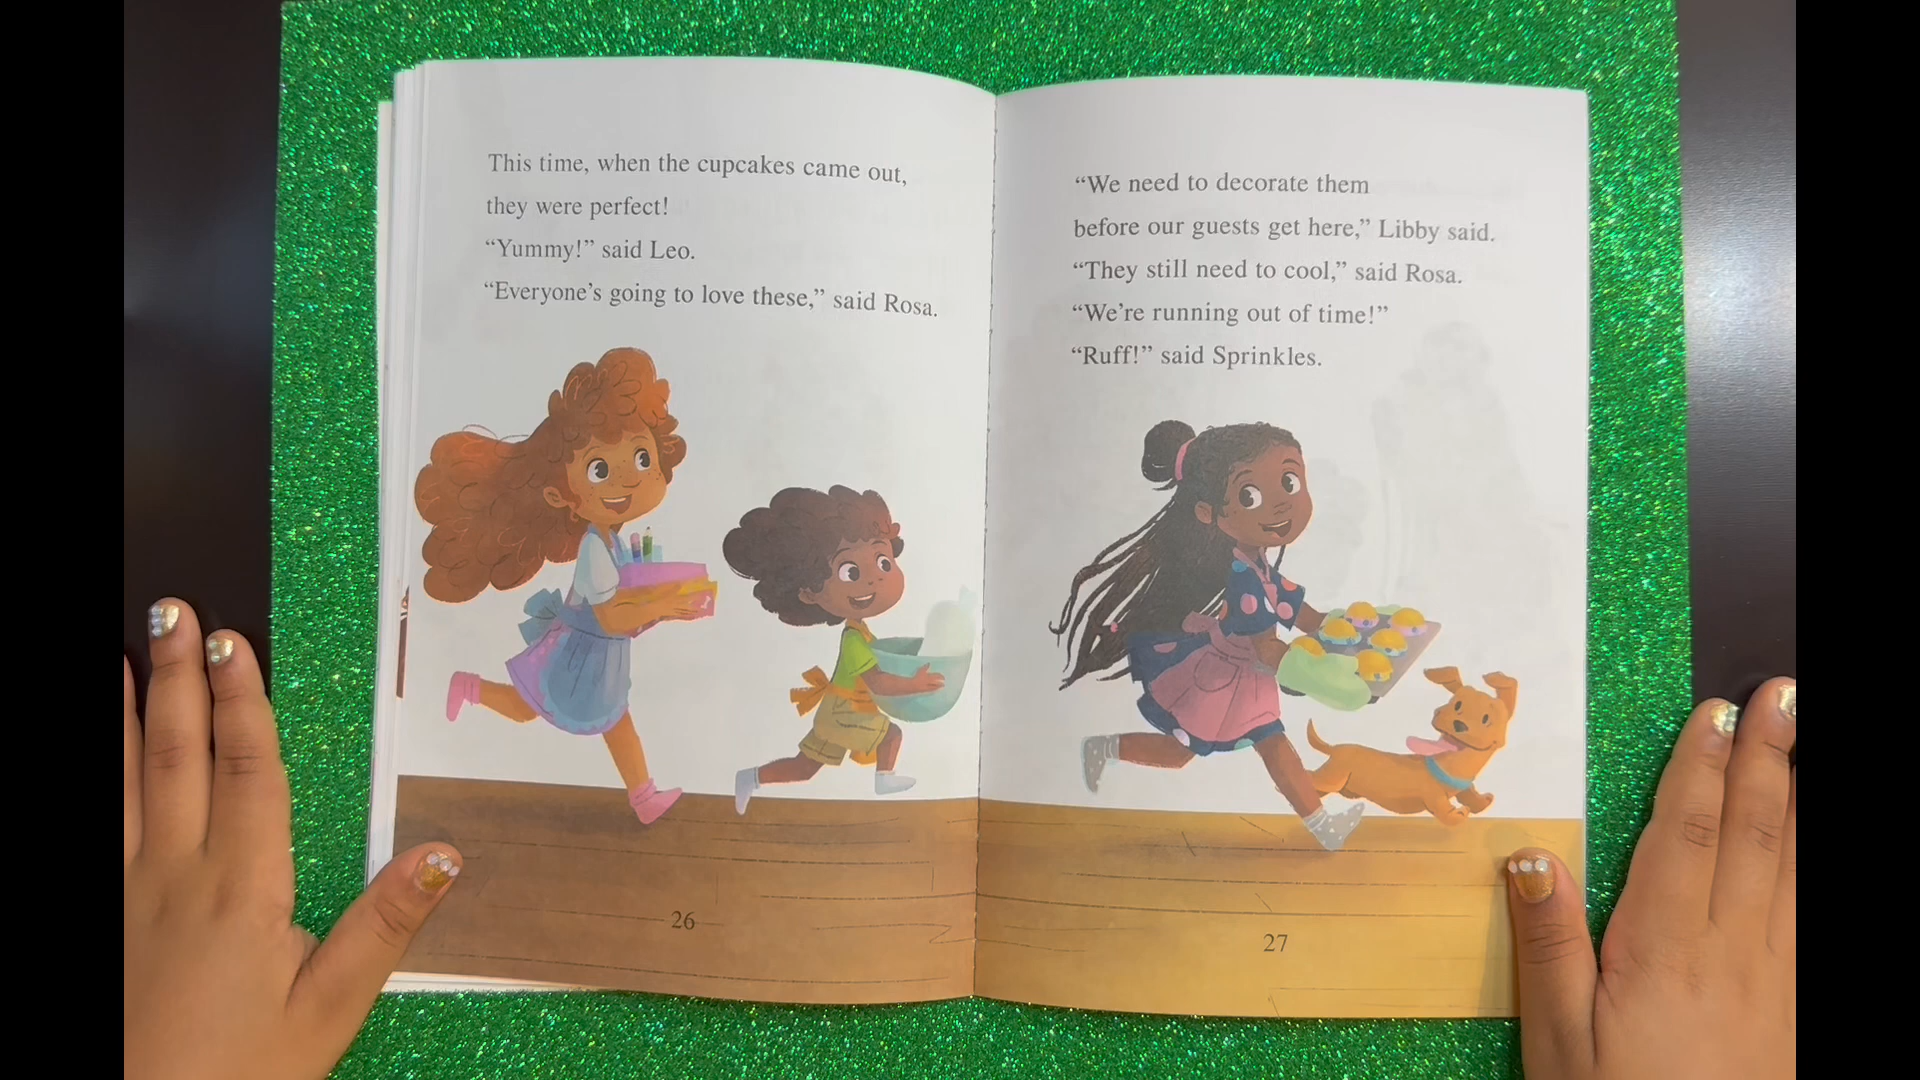 This time, when the cupcakes came out,
they were perfect!
“Yummy!” said Leo.
“Everyone’s going to love these,” said Rosa.
26
“We need to decorate them
before our guests get here,” Libby said.
“They still need to cool,” said Rosa.
“We’re running out of time!”
“Ruff!” said Sprinkles.
27